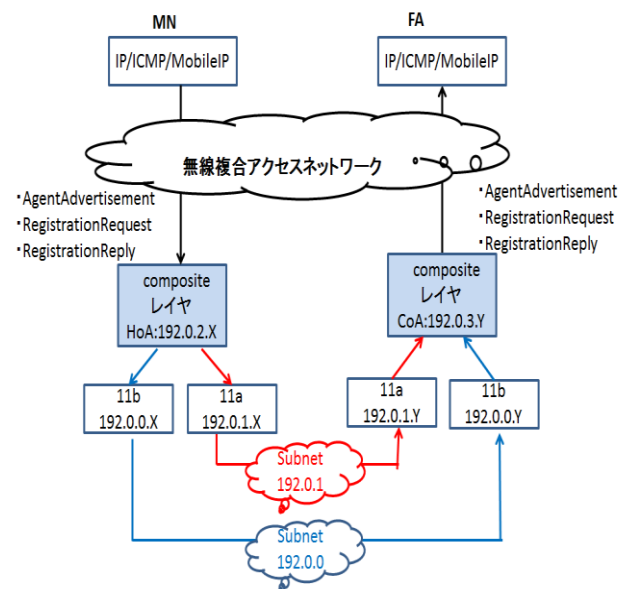 MN
FA
IP/ICMP/MobileIP
IP/ICMP/MobileIP
無線複合アクセスネットワーク
・AgentAdvertisement
・RegistrationRequest
・RegistrationReply
・AgentAdvertisement
・RegistrationRequest
・RegistrationReply
composite
レイヤ
HoA:192.0.2.X
composite
レイヤ
CoA:192.0.3.Y
11b
192.0.0.X
11a
192.0.1.X
11a
192.0.1.Y
11b
192.0.0.Y
Subnet
192.0.1
Subnet
192.0.0